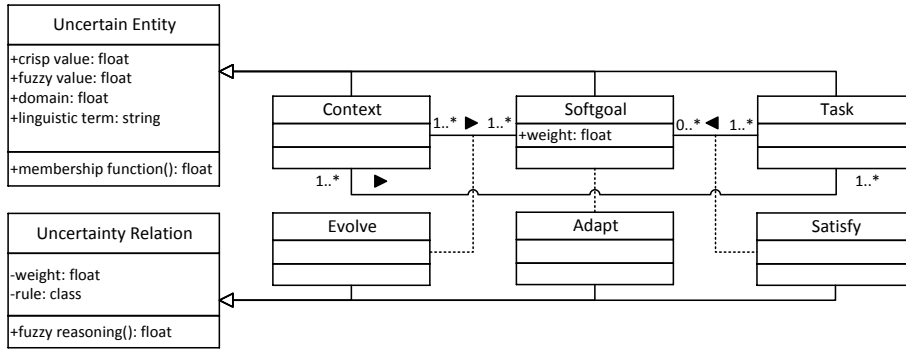 Uncertain Entity
+crisp value: float
+fuzzy value: float
+domain: float
+linguistic term: string
+membership function(): float
Context
Softgoal
+weight: float
Task
1..*
1..*
0..*
1..*
1..*
1..*
Uncertainty Relation
-weight: float
-rule: class
+fuzzy reasoning(): float
Evolve
Adapt
Satisfy